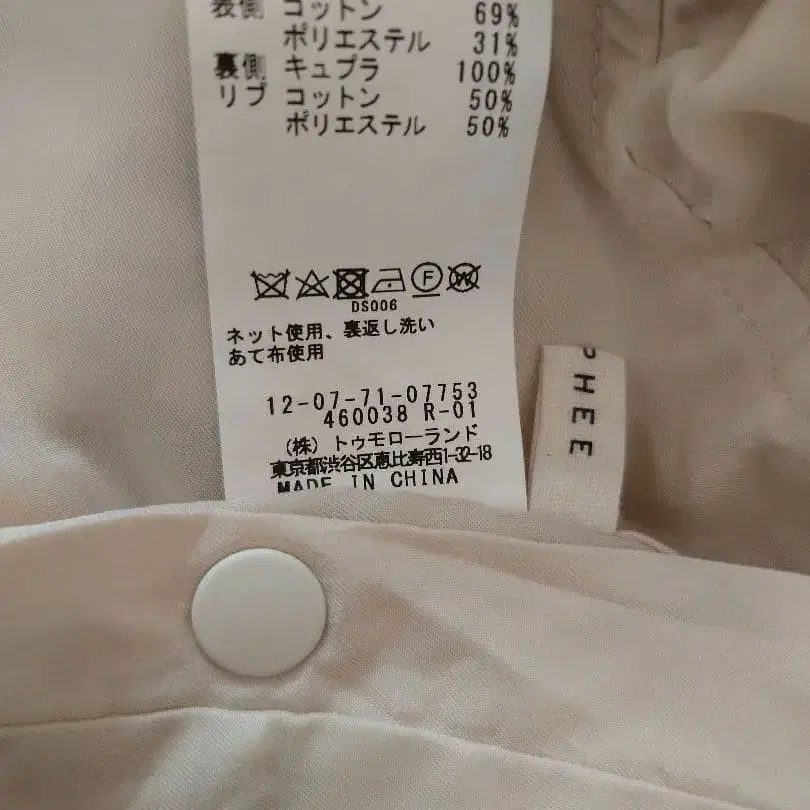 表側 コットン 69%
ポリエステル 31%
裏側 キュプラ 100%
リブ コットン 50%
ポリエステル 50%
F W
DS006
ネット使用、裏返し洗い
あて布使用
12-07-71-07753
460038 R-01
(株) トゥモローランド
東京都渋谷区恵比寿西1-32-18
MADE IN CHINA
PHEE